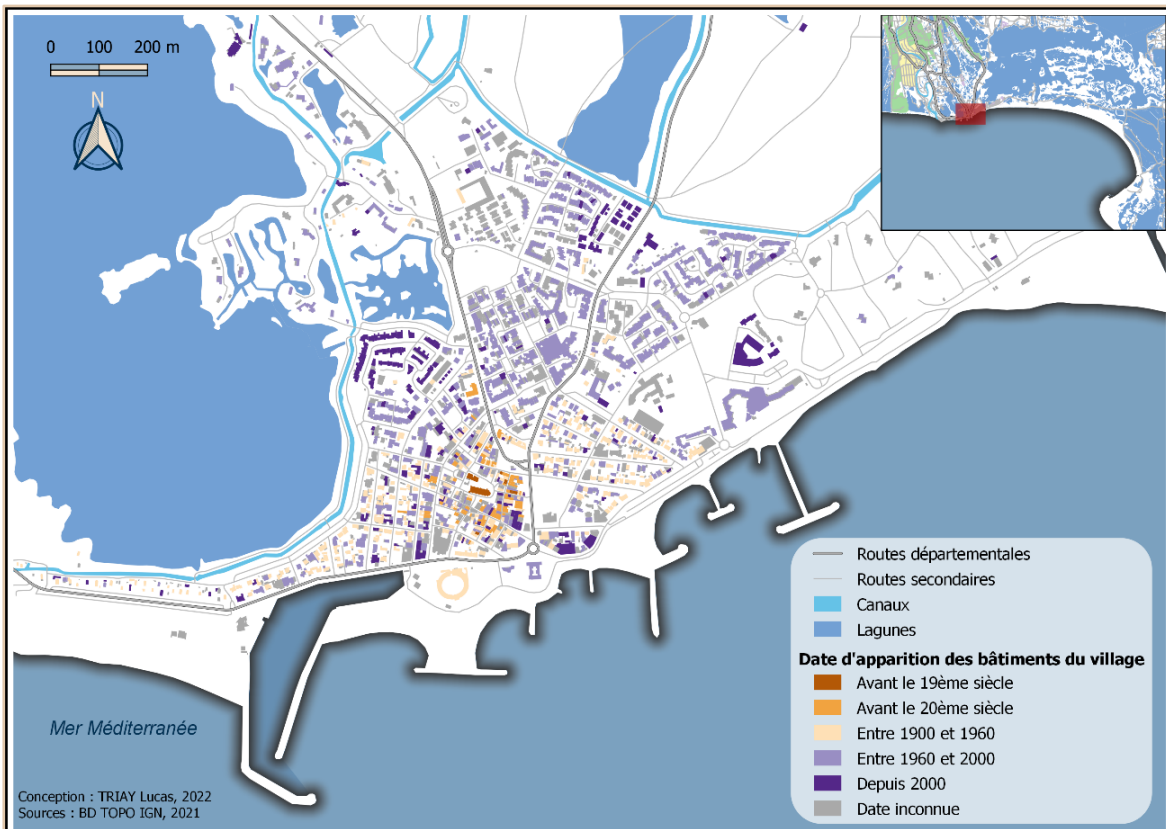 0 100 200 m
N
Mer Méditerranée
Conception : TRIAY Lucas, 2022
Sources : BD TOPO IGN, 2021
Routes départementales
Routes secondaires
Canaux
Lagunes
Date d'apparition des bâtiments du village
Avant le 19ème siècle
Avant le 20ème siècle
Entre 1900 et 1960
Entre 1960 et 2000
Depuis 2000
Date inconnue